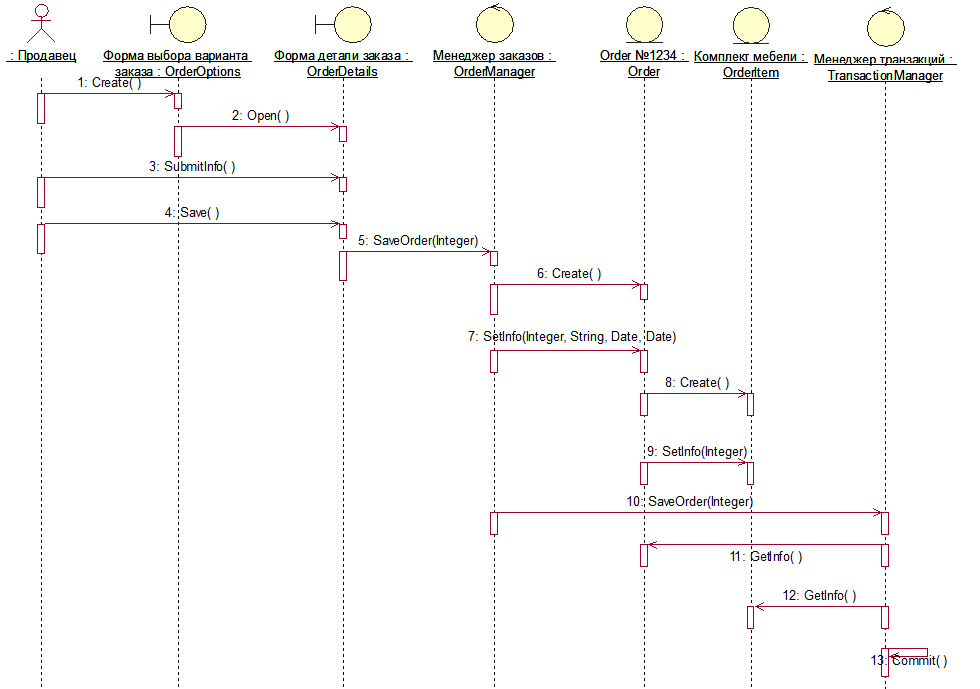 : Продавец
Форма выбора варианта
заказа : OrderOptions
Форма детали заказа :
OrderDetails
Менеджер заказов :
OrderManager
Order №1234 :
Order
Комплект мебели :
OrderItem
Менеджер транзакций :
TransactionManager
1: Create( )
2: Open( )
3: SubmitInfo( )
4: Save( )
5: SaveOrder(Integer)
6: Create( )
7: SetInfo(Integer, String, Date, Date)
8: Create( )
9: SetInfo(Integer)
10: SaveOrder(Integer)
11: GetInfo( )
12: GetInfo( )
13: Commit( )